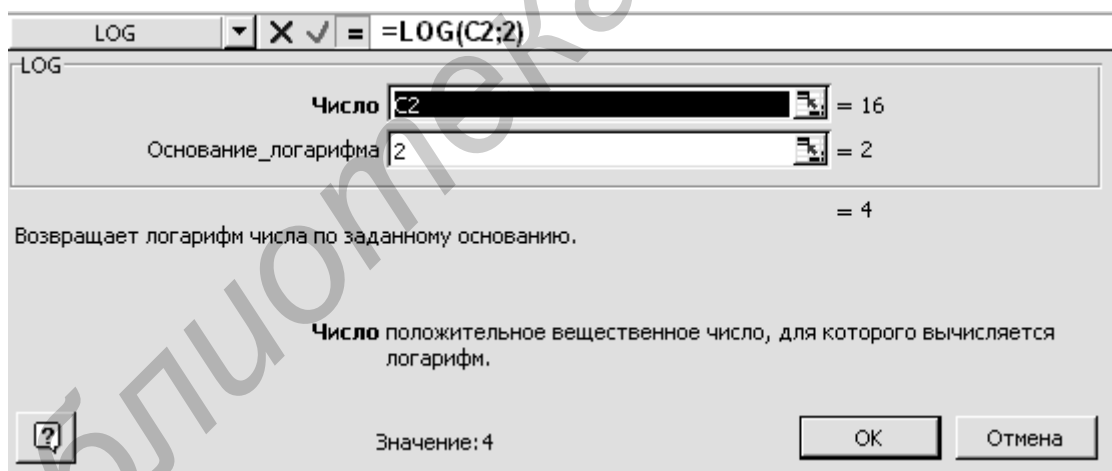 LOG =LOG(C2;2)
LOG
Число C2 = 16
Основание_логарифма 2 = 2
= 4
Возвращает логарифм числа по заданному основанию.
Число положительное вещественное число, для которого вычисляется
логарифм.
Значение:4 OK Отмена
блиотека